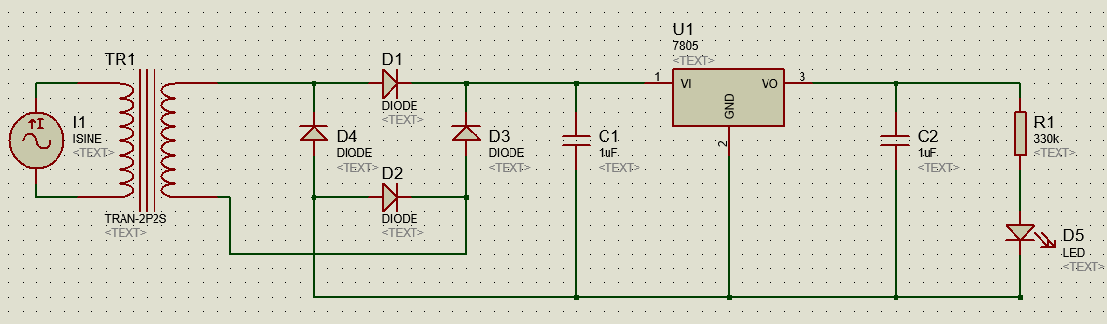 TR1
TRAN-2P2S
<TEXT>
I1
ISINE
<TEXT>
D1
DIODE
<TEXT>
D4
DIODE
<TEXT>
D3
DIODE
<TEXT>
D2
DIODE
<TEXT>
C1
1uF
<TEXT>
U1
7805
<TEXT>
1
VI
VO
3
GND
2
C2
1uF
<TEXT>
R1
330k
<TEXT>
D5
LED
<TEXT>